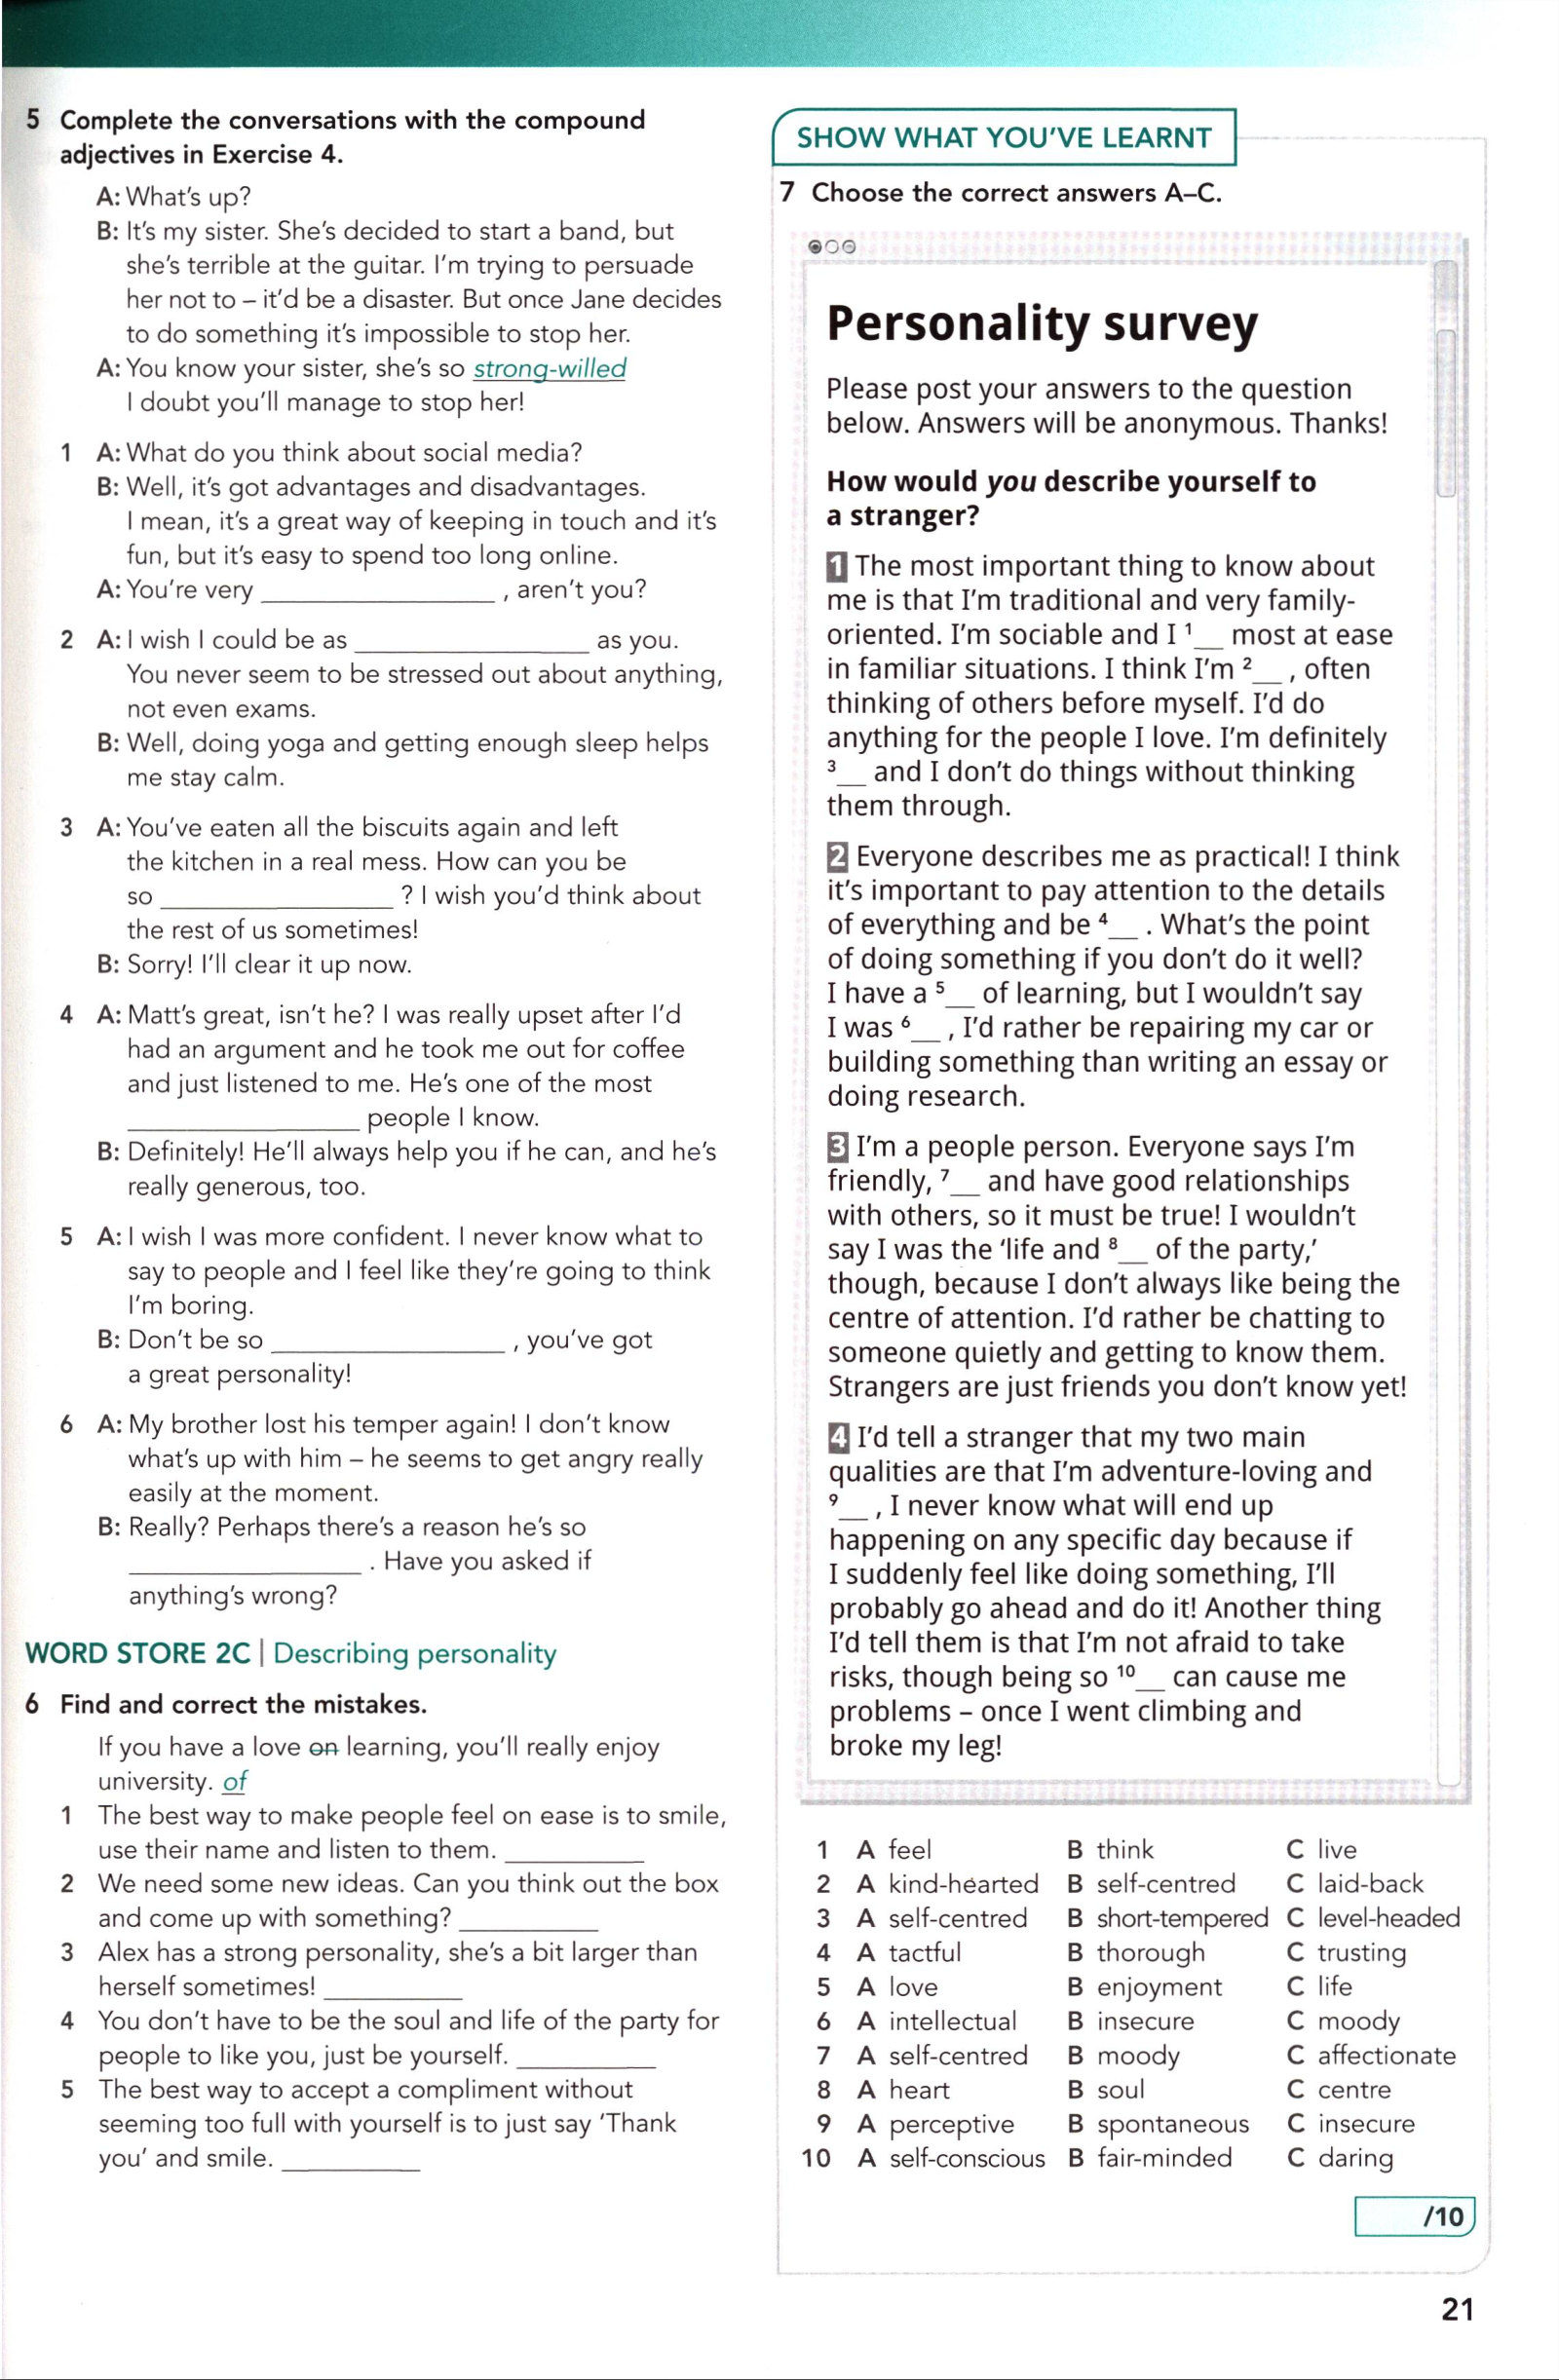 5 Complete the conversations with the compound
adjectives in Exercise 4.
A: What's up?
B: It's my sister. She's decided to start a band, but
she's terrible at the guitar. I'm trying to persuade
her not to – it'd be a disaster. But once Jane decides
to do something it's impossible to stop her.
A: You know your sister, she's so strong-willed
I doubt you'll manage to stop her!
1 A: What do you think about social media?
B: Well, it's got advantages and disadvantages.
I mean, it's a great way of keeping in touch and it's
fun, but it's easy to spend too long online.
A: You're very ________________ , aren't you?
2 A: I wish I could be as ________________ as you.
You never seem to be stressed out about anything,
not even exams.
B: Well, doing yoga and getting enough sleep helps
me stay calm.
3 A: You've eaten all the biscuits again and left
the kitchen in a real mess. How can you be
so ________________ ? I wish you'd think about
the rest of us sometimes!
B: Sorry! I'll clear it up now.
4 A: Matt's great, isn't he? I was really upset after I'd
had an argument and he took me out for coffee
and just listened to me. He's one of the most
________________ people I know.
B: Definitely! He'll always help you if he can, and he's
really generous, too.
5 A: I wish I was more confident. I never know what to
say to people and I feel like they're going to think
I'm boring.
B: Don't be so ________________ , you've got
a great personality!
6 A: My brother lost his temper again! I don't know
what's up with him – he seems to get angry really
easily at the moment.
B: Really? Perhaps there's a reason he's so
________________ . Have you asked if
anything's wrong?
WORD STORE 2C | Describing personality
6 Find and correct the mistakes.
If you have a love on learning, you'll really enjoy
university. of
1 The best way to make people feel on ease is to smile,
use their name and listen to them. __________
2 We need some new ideas. Can you think out the box
and come up with something? __________
3 Alex has a strong personality, she's a bit larger than
herself sometimes! __________
4 You don't have to be the soul and life of the party for
people to like you, just be yourself. __________
5 The best way to accept a compliment without
seeming too full with yourself is to just say 'Thank
you' and smile. __________
SHOW WHAT YOU'VE LEARNT
7 Choose the correct answers A–C.
Personality survey
Please post your answers to the question
below. Answers will be anonymous. Thanks!
How would you describe yourself to
a stranger?
1 The most important thing to know about
me is that I'm traditional and very family-
oriented. I'm sociable and I 1__ most at ease
in familiar situations. I think I'm 2__ , often
thinking of others before myself. I'd do
anything for the people I love. I'm definitely
3__ and I don't do things without thinking
them through.
2 Everyone describes me as practical! I think
it's important to pay attention to the details
of everything and be 4__ . What's the point
of doing something if you don't do it well?
I have a 5__ of learning, but I wouldn't say
I was 6__ , I'd rather be repairing my car or
building something than writing an essay or
doing research.
3 I'm a people person. Everyone says I'm
friendly, 7__ and have good relationships
with others, so it must be true! I wouldn't
say I was the 'life and 8__ of the party,'
though, because I don't always like being the
centre of attention. I'd rather be chatting to
someone quietly and getting to know them.
Strangers are just friends you don't know yet!
4 I'd tell a stranger that my two main
qualities are that I'm adventure-loving and
9__ , I never know what will end up
happening on any specific day because if
I suddenly feel like doing something, I'll
probably go ahead and do it! Another thing
I'd tell them is that I'm not afraid to take
risks, though being so 10__ can cause me
problems – once I went climbing and
broke my leg!
1 A feel B think C live
2 A kind-hearted B self-centred C laid-back
3 A self-centred B short-tempered C level-headed
4 A tactful B thorough C trusting
5 A love B enjoyment C life
6 A intellectual B insecure C moody
7 A self-centred B moody C affectionate
8 A heart B soul C centre
9 A perceptive B spontaneous C insecure
10 A self-conscious B fair-minded C daring
/10
21